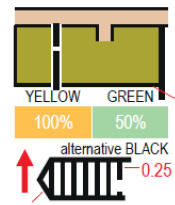 YELLOW GREEN
100% 50%
alternative BLACK
0.25